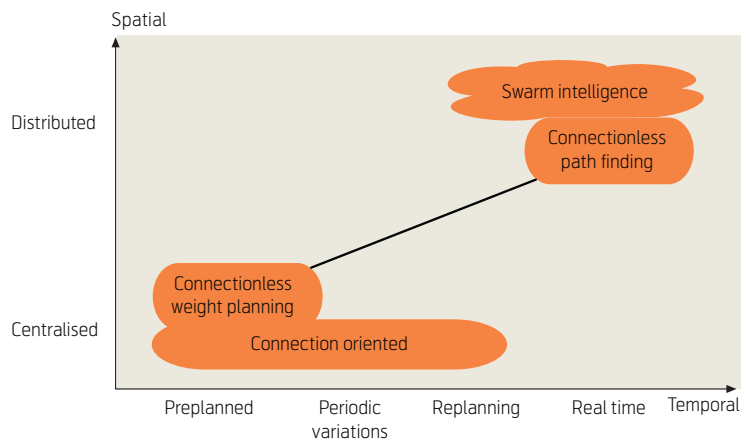 Spatial
Swarm intelligence
Distributed
Connectionless
path finding
Connectionless
weight planning
Centralised
Connection oriented
Preplanned
Periodic
variations
Replanning
Real time
Temporal